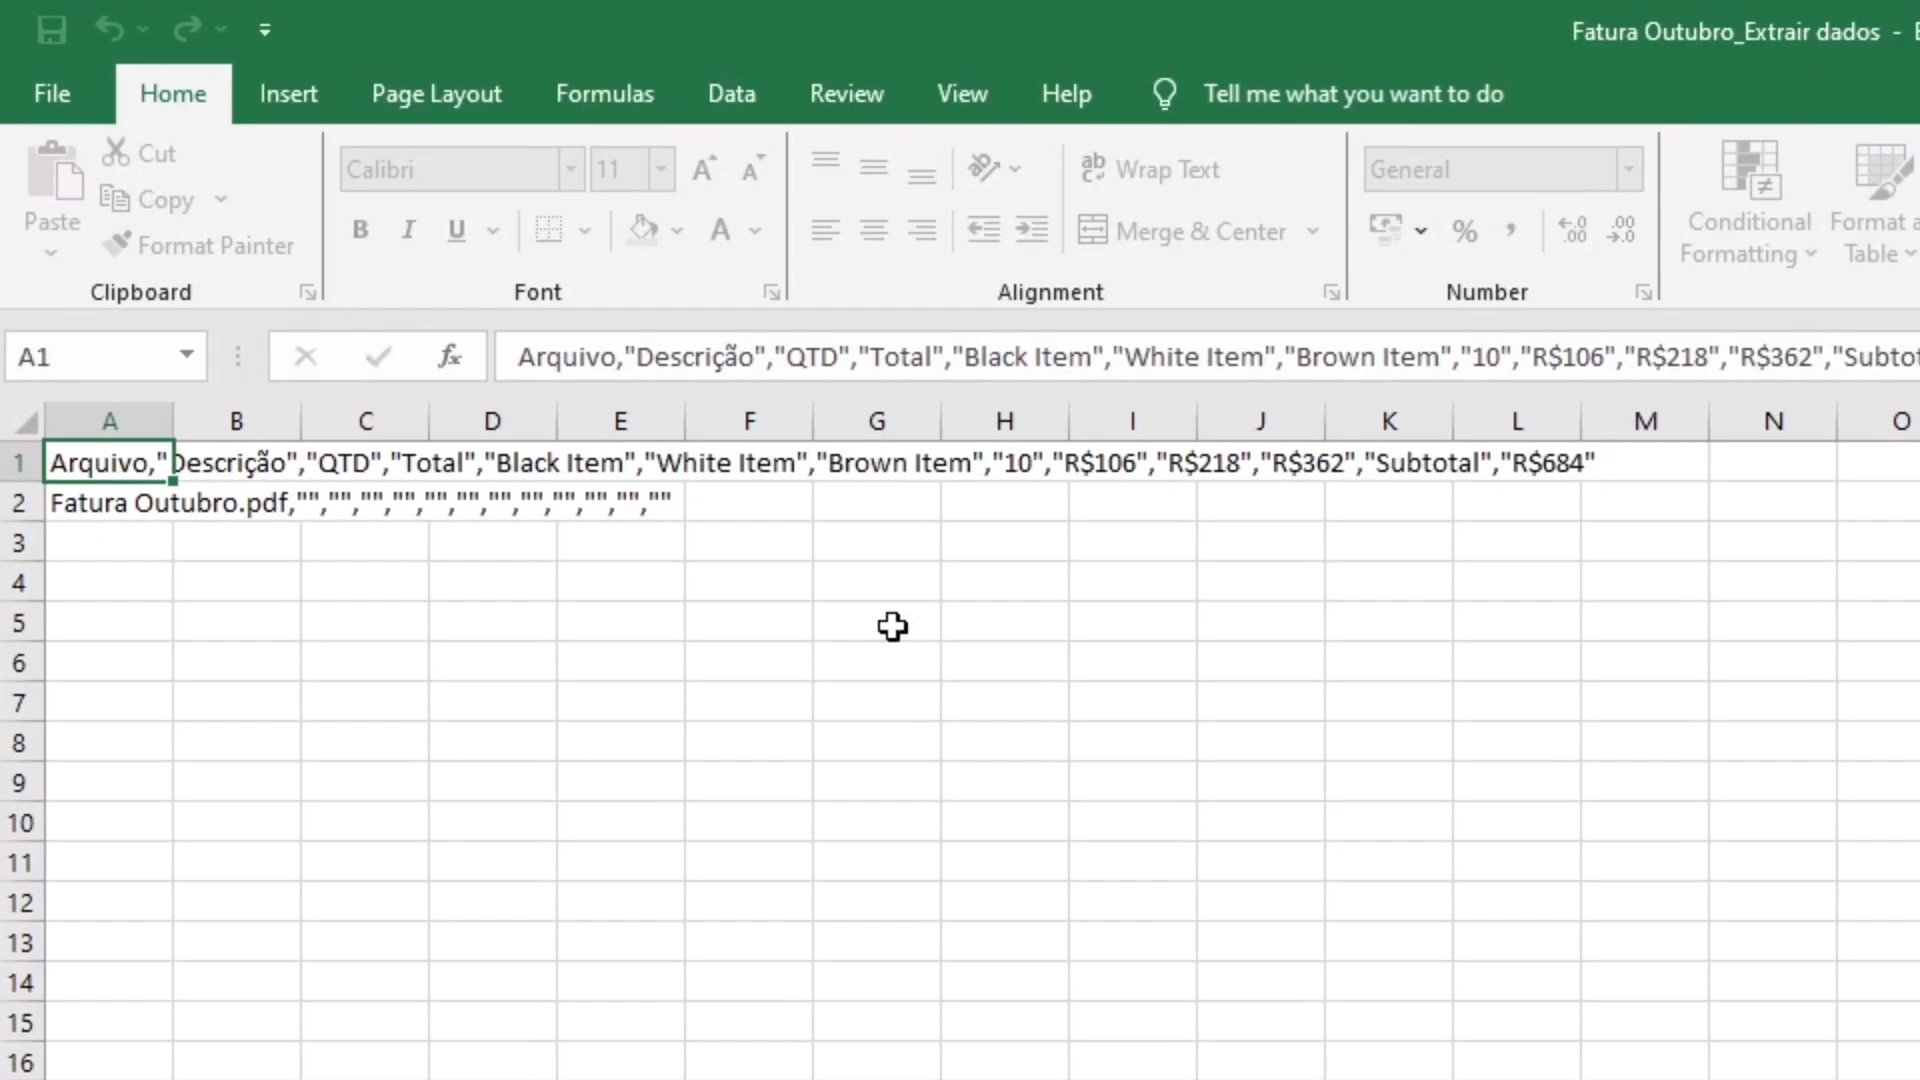 Fatura Outubro_Extrair dados -
File Home Insert Page Layout Formulas Data Review View Help Tell me what you want to do
Paste
Cut
Copy
Format Painter
Clipboard
Calibri 11
B I U A
Font
Wrap Text
Merge & Center
Alignment
General
% ,
Number
Conditional Formatting
Format a
Table
A1 fx Arquivo,"Descrição","QTD","Total","Black Item","White Item","Brown Item","10","R$106","R$218","R$362","Subtot
A B C D E F G H I J K L M N O
1 Arquivo,"Descrição","QTD","Total","Black Item","White Item","Brown Item","10","R$106","R$218","R$362","Subtotal","R$684"
2 Fatura Outubro.pdf,"","","","","","","","","","","",""
3
4
5
6
7
8
9
10
11
12
13
14
15
16